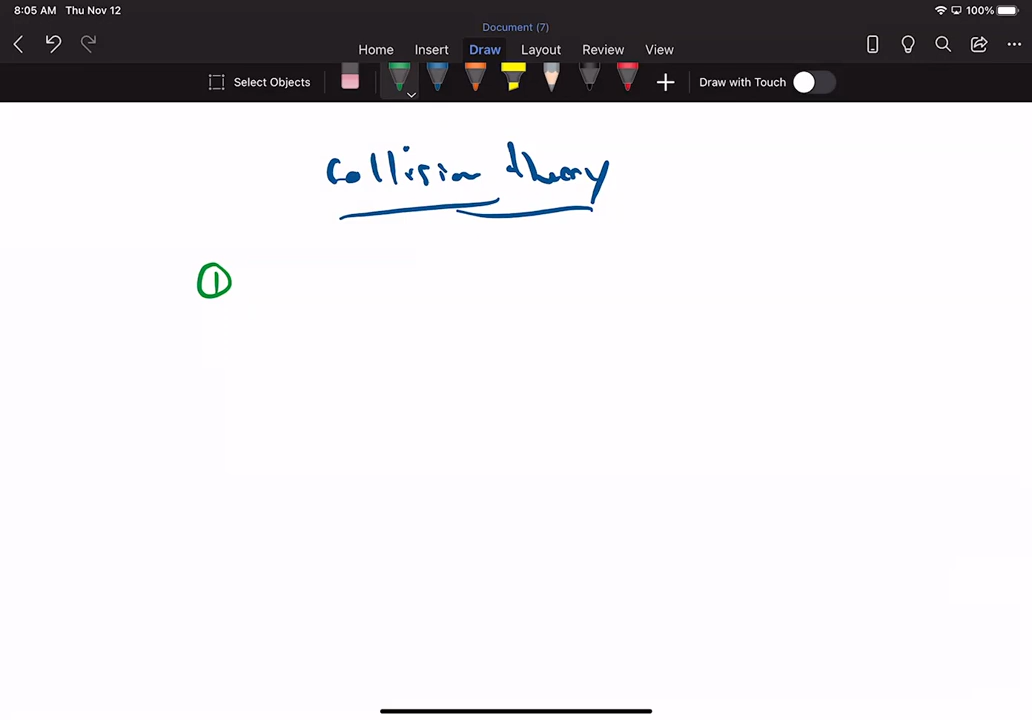 8:05 AM Thu Nov 12 100%
Document (7)
Home Insert Draw Layout Review View
Select Objects Draw with Touch
Collision theory
①